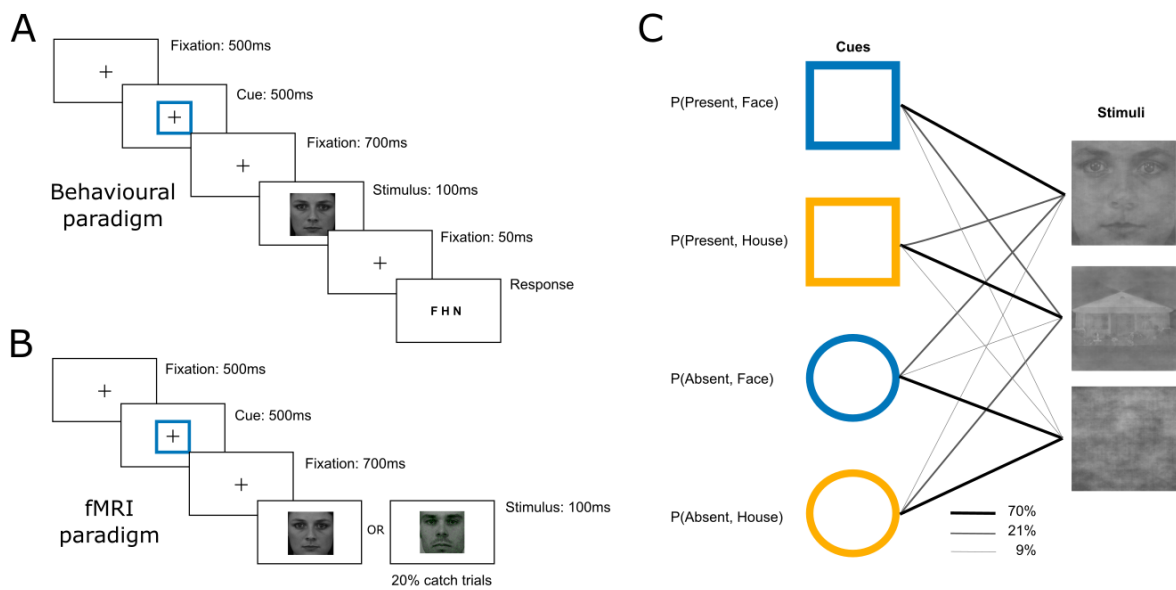 A
Fixation: 500ms
Cue: 500ms
Fixation: 700ms
Stimulus: 100ms
Fixation: 50ms
Response
F H N
Behavioural
paradigm
B
Fixation: 500ms
Cue: 500ms
Fixation: 700ms
Stimulus: 100ms
OR
20% catch trials
fMRI
paradigm
C
Cues
Stimuli
P(Present, Face)
P(Present, House)
P(Absent, Face)
P(Absent, House)
70%
21%
9%